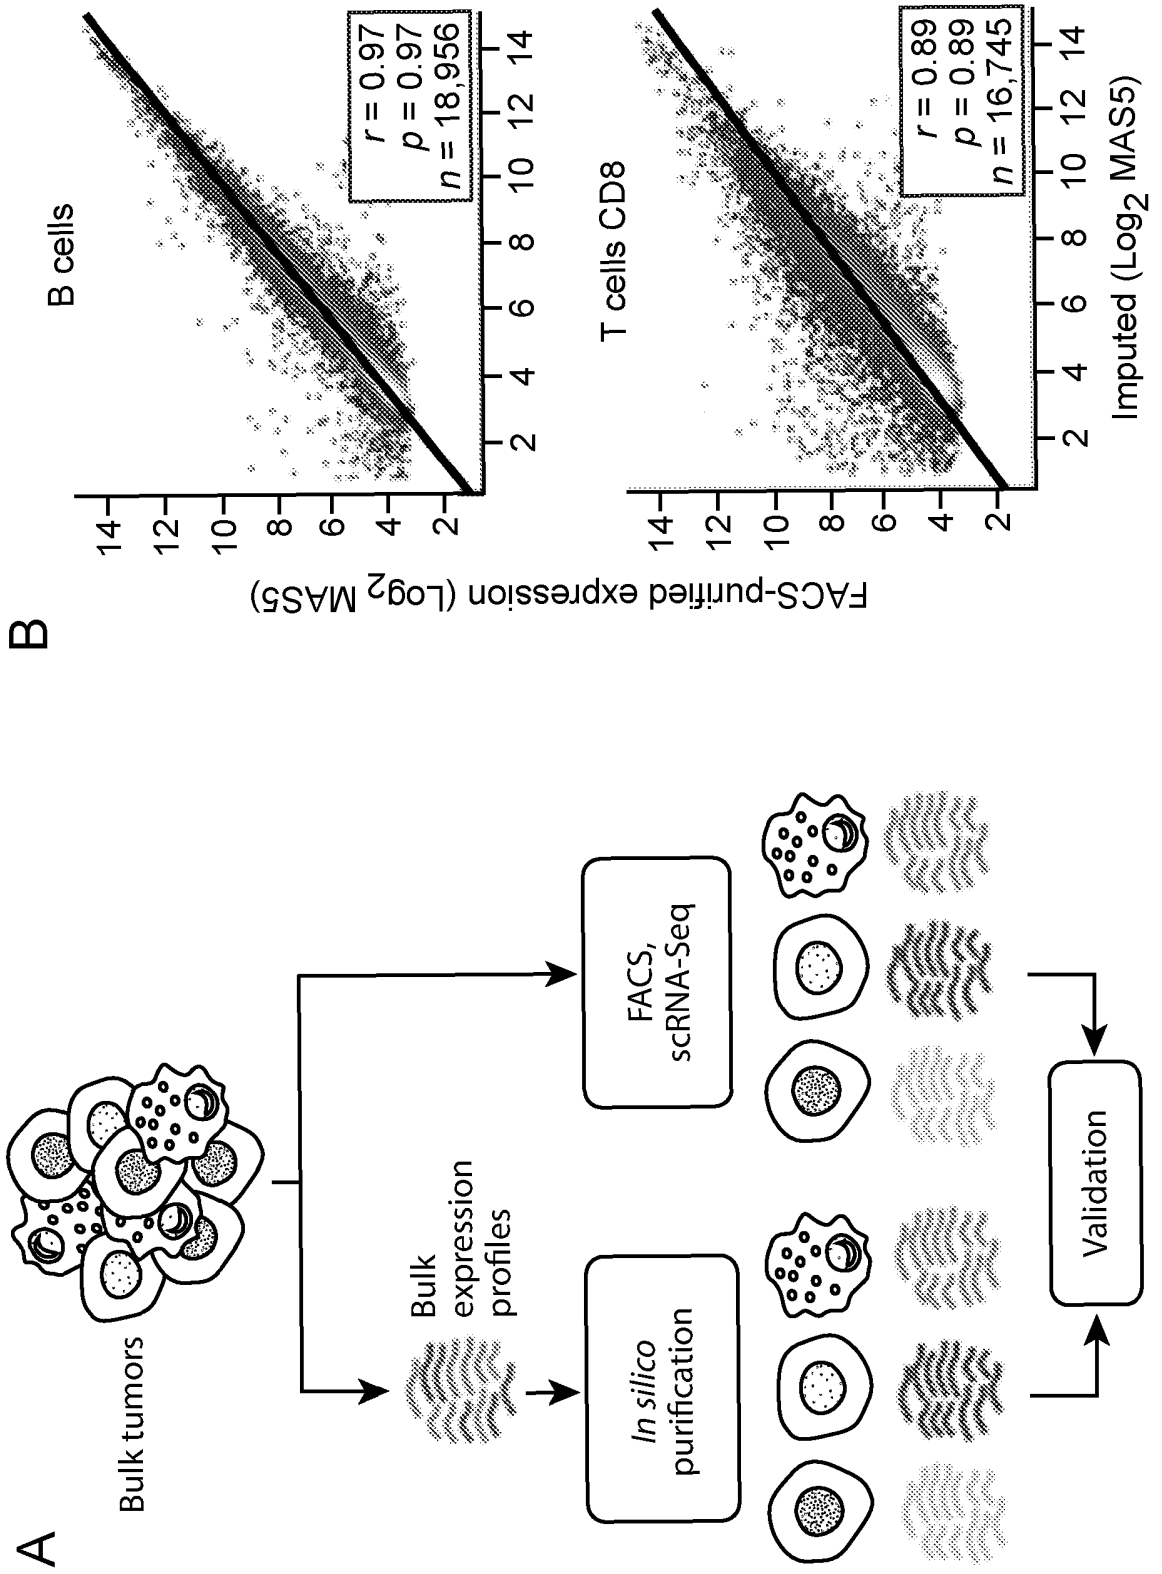 A
Bulk tumors
Bulk
expression
profiles
In silico
purification
FACS,
scRNA-Seq
Validation
B
FACS-purified expression (Log2 MAS5)
B cells
14
12
10
8
6
4
2
r = 0.97
p = 0.97
n = 18,956
2 4 6 8 10 12 14
T cells CD8
14
12
10
8
6
4
2
r = 0.89
p = 0.89
n = 16,745
2 4 6 8 10 12 14
Imputed (Log2 MAS5)